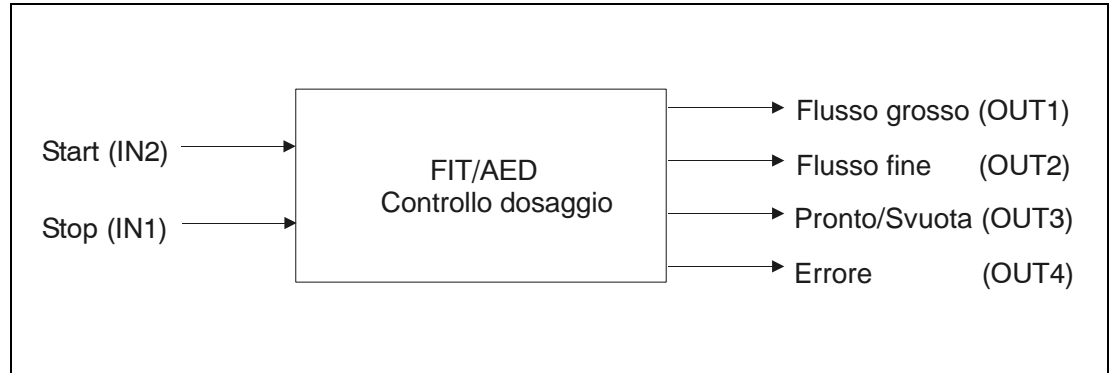 Start (IN2)
Stop (IN1)
FIT/AED
Controllo dosaggio
Flusso grosso (OUT1)
Flusso fine (OUT2)
Pronto/Svuota (OUT3)
Errore (OUT4)